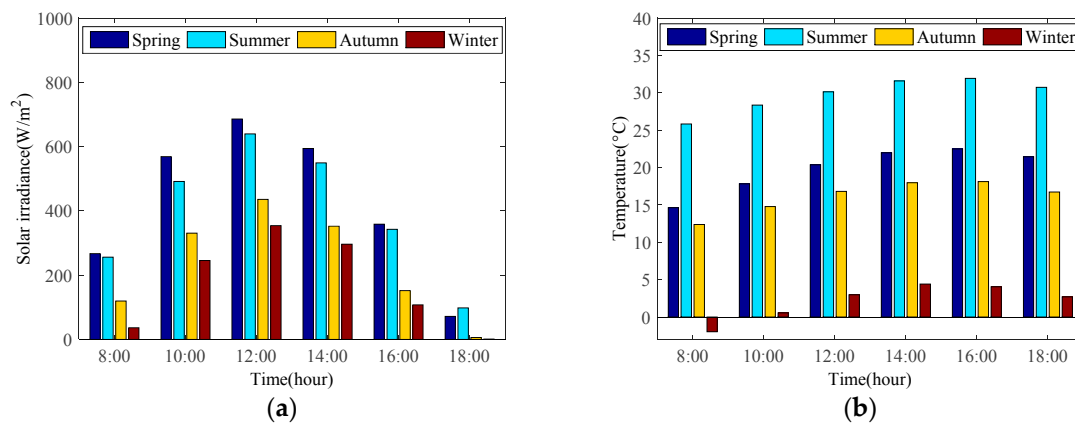 1000
800
600
400
200
0
Solar irradiance(W/m²)
Spring Summer Autumn Winter
8:00 10:00 12:00 14:00 16:00 18:00
Time(hour)
(a)
40
35
30
25
20
15
10
5
0
Temperature(°C)
Spring Summer Autumn Winter
8:00 10:00 12:00 14:00 16:00 18:00
Time(hour)
(b)